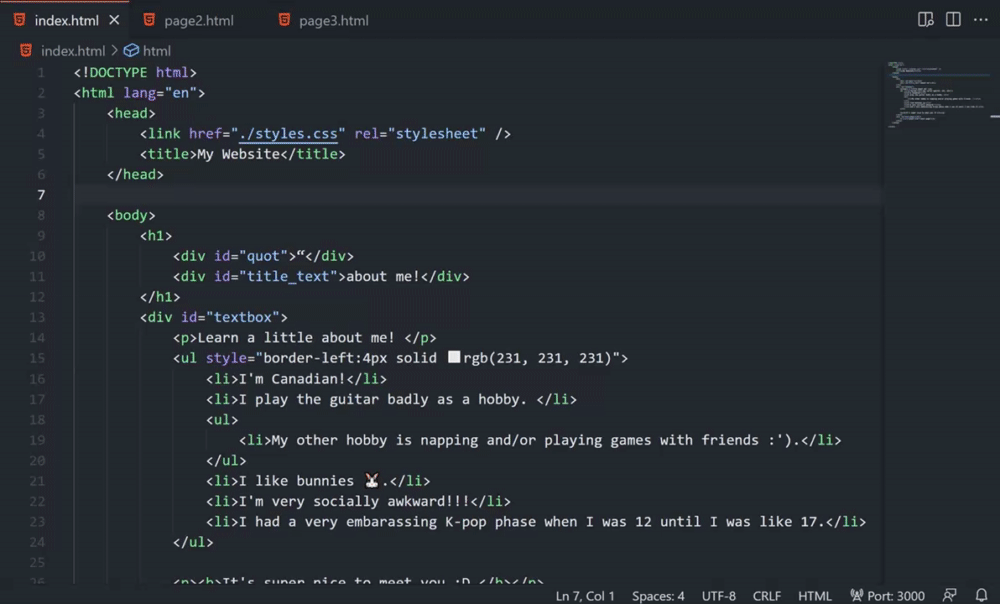 index.html page2.html page3.html
index.html > html
1 <!DOCTYPE html>
2 <html lang="en">
3 <head>
4 <link href="./styles.css" rel="stylesheet" />
5 <title>My Website</title>
6 </head>
7
8 <body>
9 <h1>
10 <div id="quot">“</div>
11 <div id="title_text">about me!</div>
12 </h1>
13 <div id="textbox">
14 <p>Learn a little about me! </p>
15 <ul style="border-left:4px solid rgb(231, 231, 231)">
16 <li>I'm Canadian!</li>
17 <li>I play the guitar badly as a hobby. </li>
18 <ul>
19 <li>My other hobby is napping and/or playing games with friends :').</li>
20 </ul>
21 <li>I like bunnies 🐰.</li>
22 <li>I'm very socially awkward!!!</li>
23 <li>I had a very embarassing K-pop phase when I was 12 until I was like 17.</li>
24 </ul>
25
26 <p><b>It's super nice to meet you :D </b></p>
Ln 7, Col 1 Spaces: 4 UTF-8 CRLF HTML Port: 3000